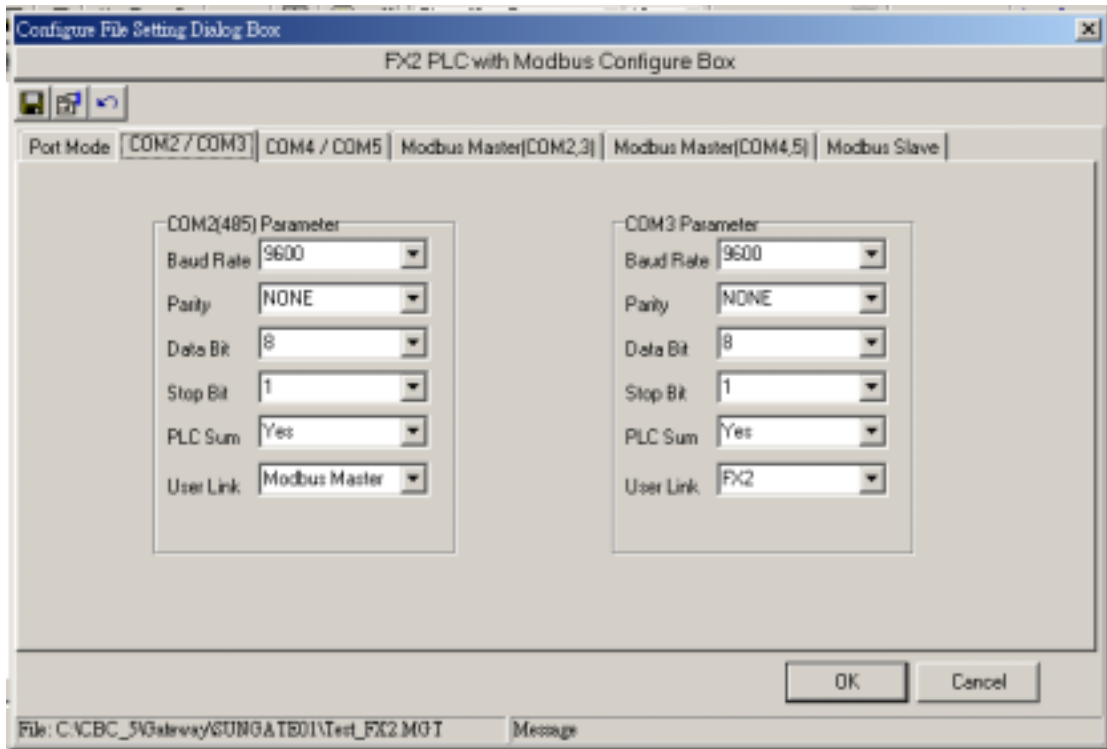 Configure File Setting Dialog Box
FX2 PLC with Modbus Configure Box
Port Mode COM2 / COM3 COM4 / COM5 Modbus Master(COM2,3) Modbus Master(COM4,5) Modbus Slave
COM2(485) Parameter
Baud Rate 9600
Parity NONE
Data Bit 8
Stop Bit 1
PLC Sum Yes
User Link Modbus Master
COM3 Parameter
Baud Rate 9600
Parity NONE
Data Bit 8
Stop Bit 1
PLC Sum Yes
User Link FX2
OK Cancel
File: C:\CBC_5\Gateway\SUNGATE01\Test_FX2.MGT Message